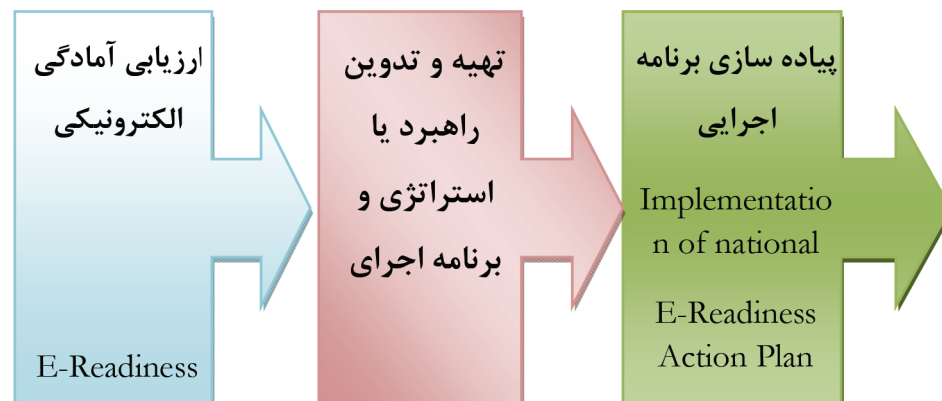 ارزیابی آمادگی
الکترونیکی
E-Readiness
تهیه و تدوین
راهبرد یا
استراتژی و
برنامه اجرای
پیاده سازی برنامه
اجرایی
Implementatio
n of national
E-Readiness
Action Plan